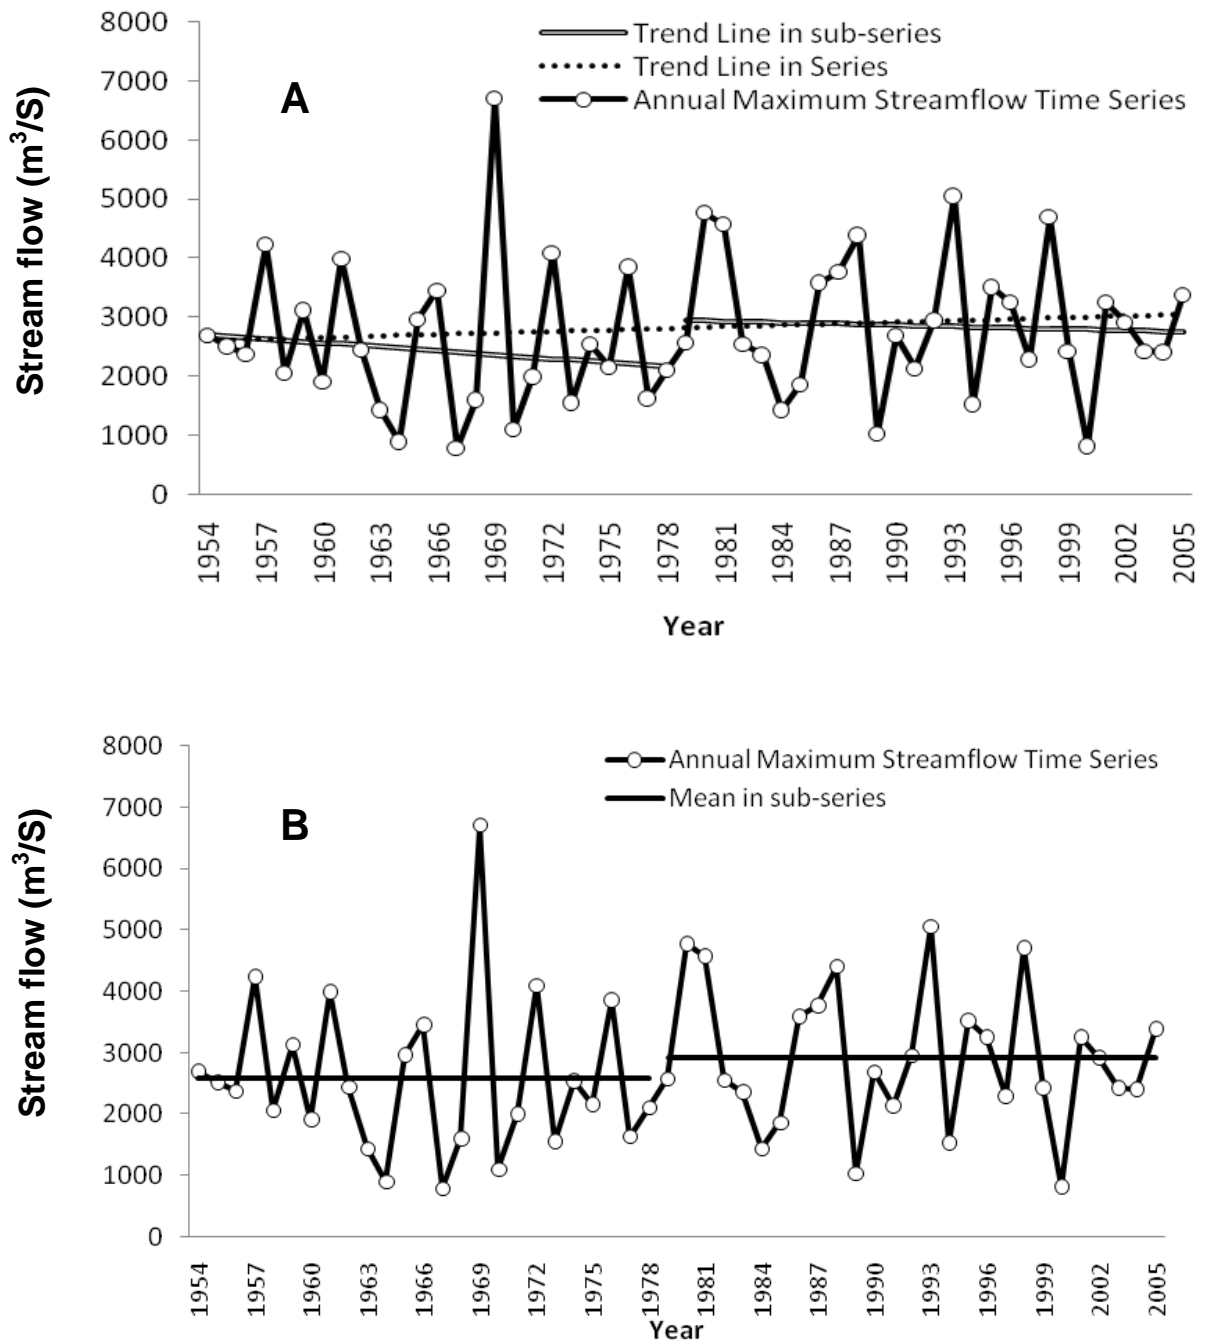 8000
7000
6000
5000
4000
3000
2000
1000
0
Stream flow (m³/S)
A
Trend Line in sub-series
Trend Line in Series
Annual Maximum Streamflow Time Series
1954 1957 1960 1963 1966 1969 1972 1975 1978 1981 1984 1987 1990 1993 1996 1999 2002 2005
Year
8000
7000
6000
5000
4000
3000
2000
1000
0
Stream flow (m³/S)
B
Annual Maximum Streamflow Time Series
Mean in sub-series
1954 1957 1960 1963 1966 1969 1972 1975 1978 1981 1984 1987 1990 1993 1996 1999 2002 2005
Year